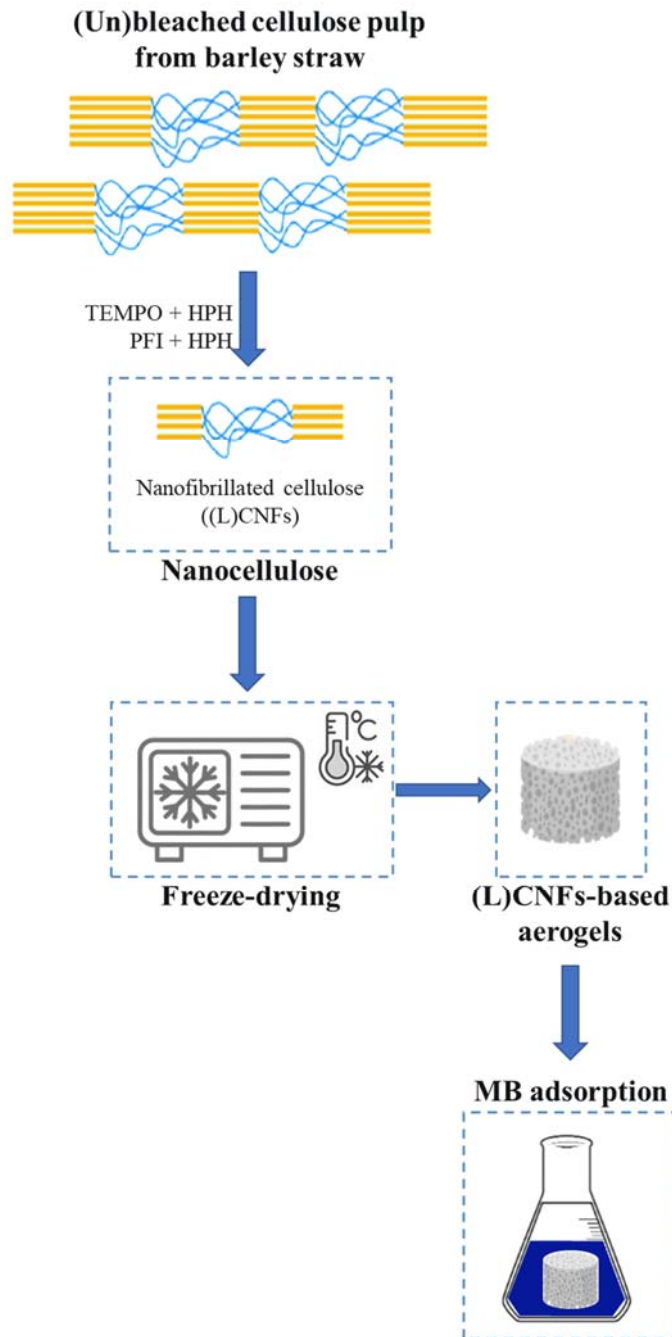 (Un)bleached cellulose pulp
from barley straw
TEMPO + HPH
PFI + HPH
Nanofibrillated cellulose
((L)CNFs)
Nanocellulose
°C
Freeze-drying
(L)CNFs-based
aerogels
MB adsorption